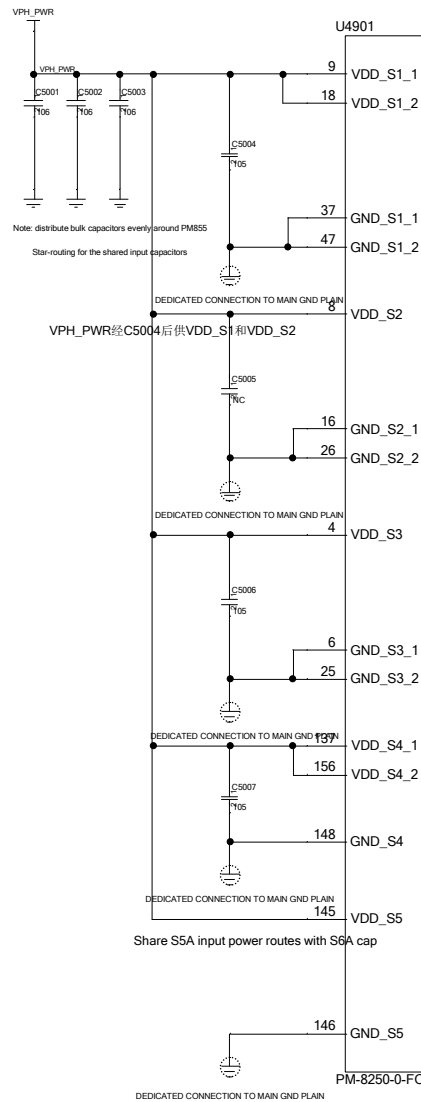 VPH_PWR
U4901
VPH_PWR
9 VDD_S1_1
C5001 C5002 C5003
18 VDD_S1_2
106 106 106
C5004
105
37 GND_S1_1
Note: distribute bulk capacitors evenly around PM855
47 GND_S1_2
Star-routing for the shared input capacitors
DEDICATED CONNECTION TO MAIN GND PLAIN
8 VDD_S2
VPH_PWR经C5004后供VDD_S1和VDD_S2
C5005
NC
16 GND_S2_1
26 GND_S2_2
DEDICATED CONNECTION TO MAIN GND PLAIN
4 VDD_S3
C5006
105
6 GND_S3_1
25 GND_S3_2
DEDICATED CONNECTION TO MAIN GND PLAIN
137 VDD_S4_1
156 VDD_S4_2
C5007
105
148 GND_S4
DEDICATED CONNECTION TO MAIN GND PLAIN
145 VDD_S5
Share S5A input power routes with S6A cap
146 GND_S5
PM-8250-0-FC
DEDICATED CONNECTION TO MAIN GND PLAIN